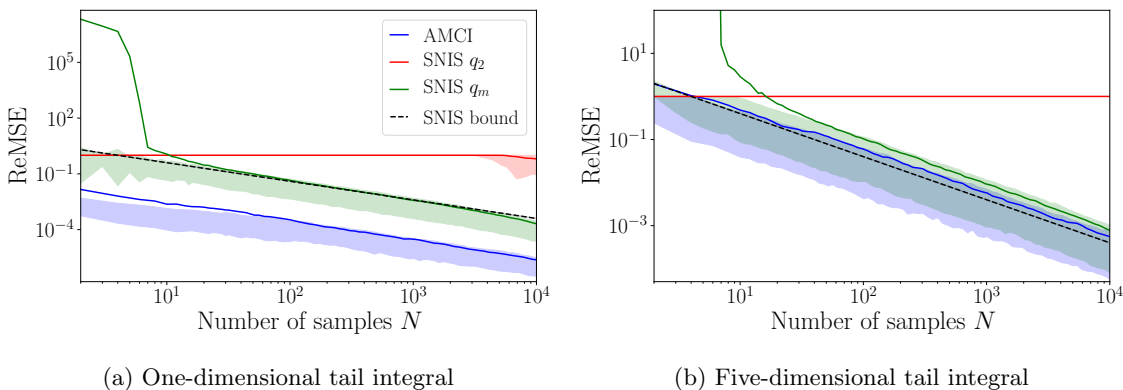 10^5
10^2
10^-1
10^-4
ReMSE
AMCI
SNIS q_2
SNIS q_m
SNIS bound
10^1
10^2
10^3
10^4
Number of samples N
10^1
10^-1
10^-3
ReMSE
10^1
10^2
10^3
10^4
Number of samples N
(a) One-dimensional tail integral
(b) Five-dimensional tail integral